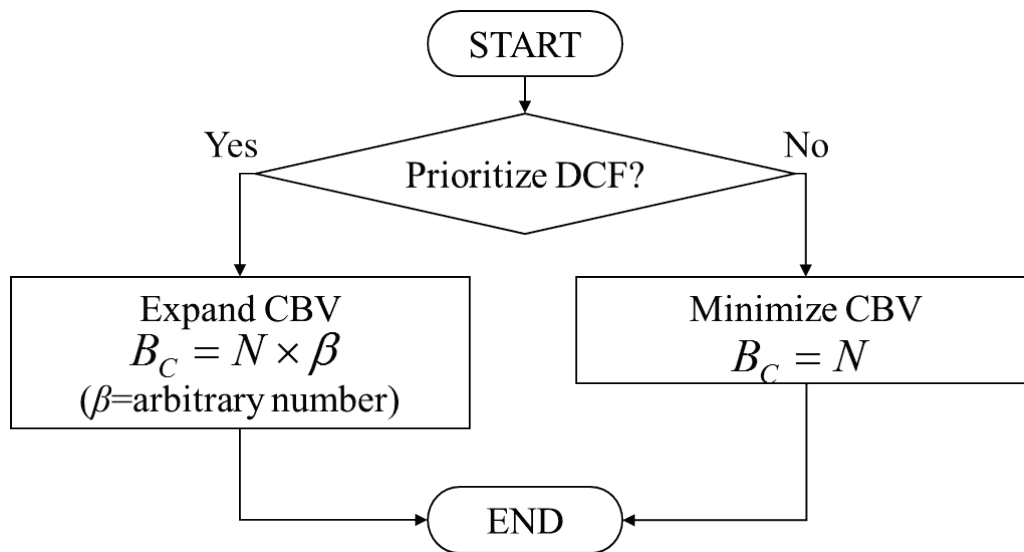 START
Yes
No
Prioritize DCF?
Expand CBV
B_C = N × β
(β=arbitrary number)
Minimize CBV
B_C = N
END